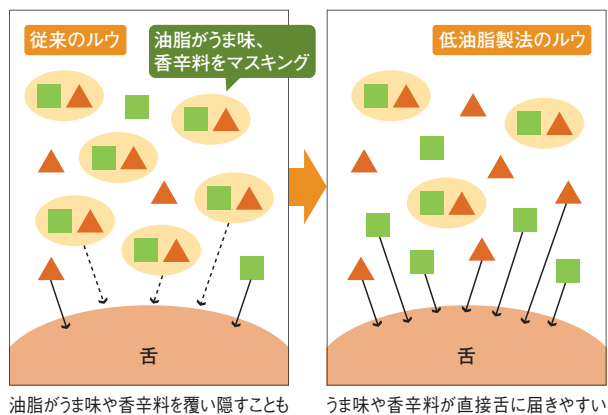 従来のルウ
油脂がうま味、
香辛料をマスキング
舌
油脂がうま味や香辛料を覆い隠すことも
低油脂製法のルウ
舌
うま味や香辛料が直接舌に届きやすい